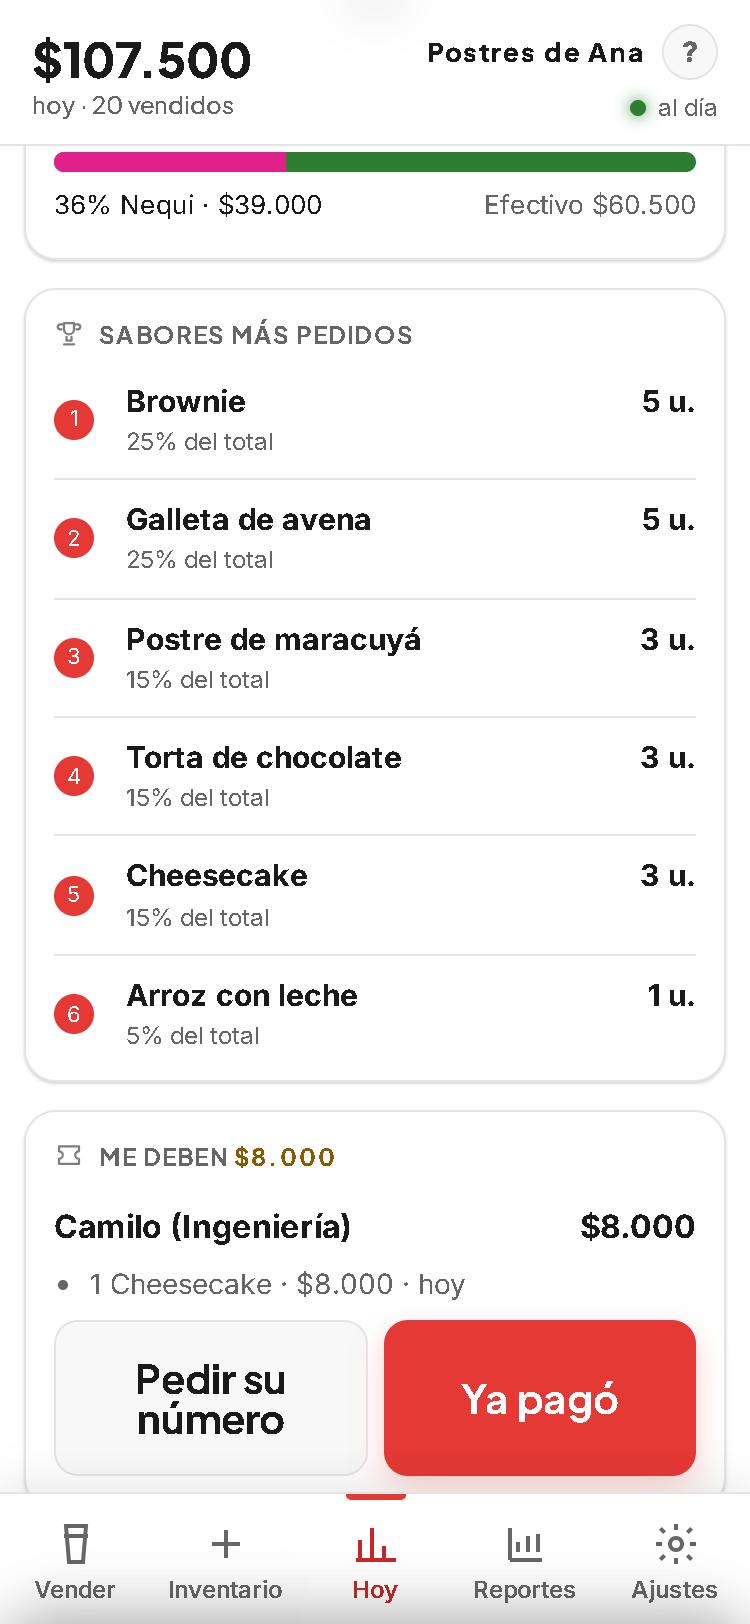 $107.500
Postres de Ana
?
hoy · 20 vendidos
al día
36% Nequi · $39.000
Efectivo $60.500
SABORES MÁS PEDIDOS
1
Brownie
5 u.
25% del total
2
Galleta de avena
5 u.
25% del total
3
Postre de maracuyá
3 u.
15% del total
4
Torta de chocolate
3 u.
15% del total
5
Cheesecake
3 u.
15% del total
6
Arroz con leche
1 u.
5% del total
ME DEBEN $8.000
Camilo (Ingeniería)
$8.000
• 1 Cheesecake · $8.000 · hoy
Pedir su
número
Ya pagó
Vender
Inventario
Hoy
Reportes
Ajustes